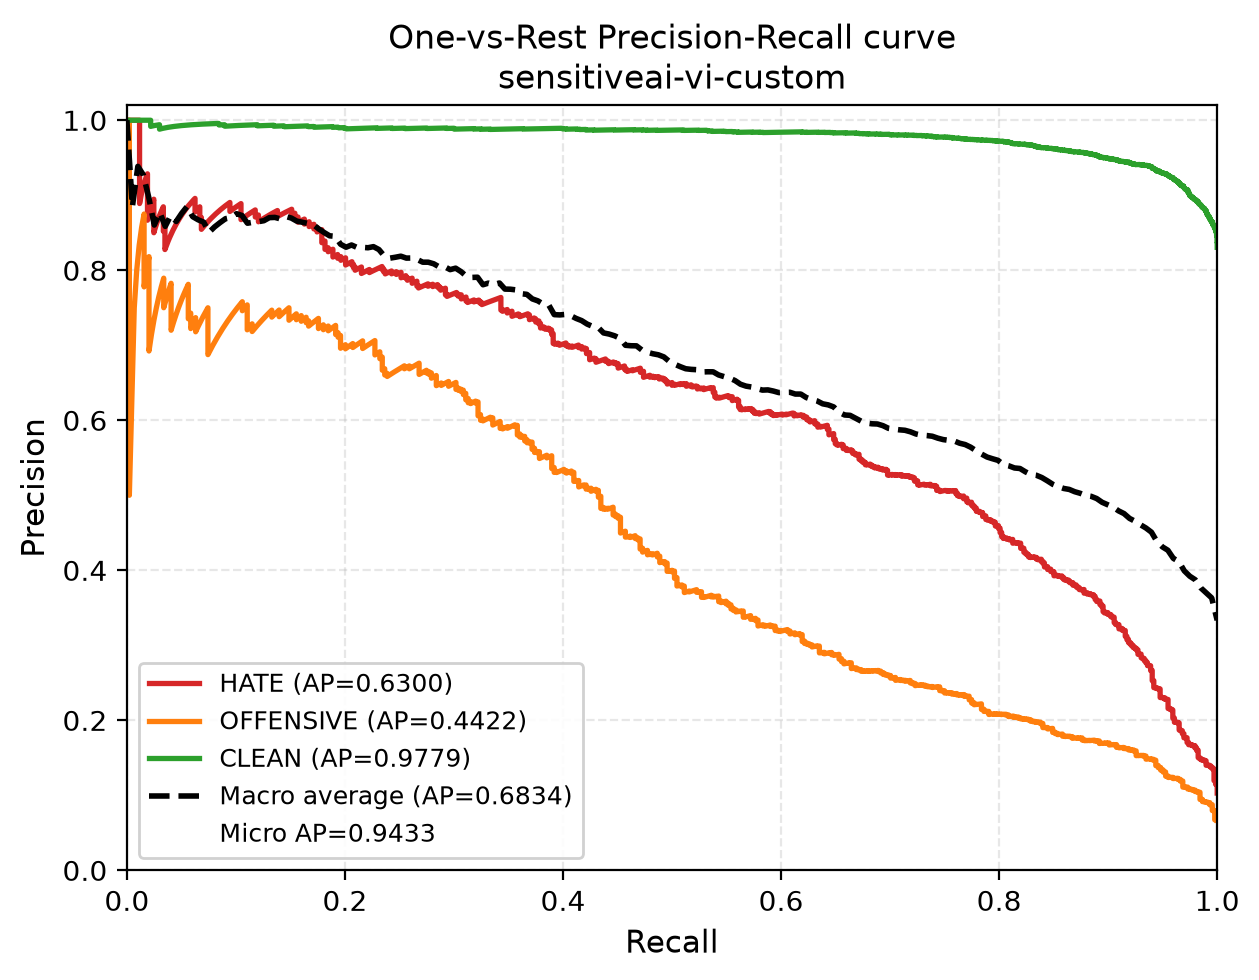 One-vs-Rest Precision-Recall curve
sensitiveai-vi-custom
1.0
0.8
0.6
0.4
0.2
0.0
Precision
HATE (AP=0.6300)
OFFENSIVE (AP=0.4422)
CLEAN (AP=0.9779)
Macro average (AP=0.6834)
Micro AP=0.9433
0.0 0.2 0.4 0.6 0.8 1.0
Recall